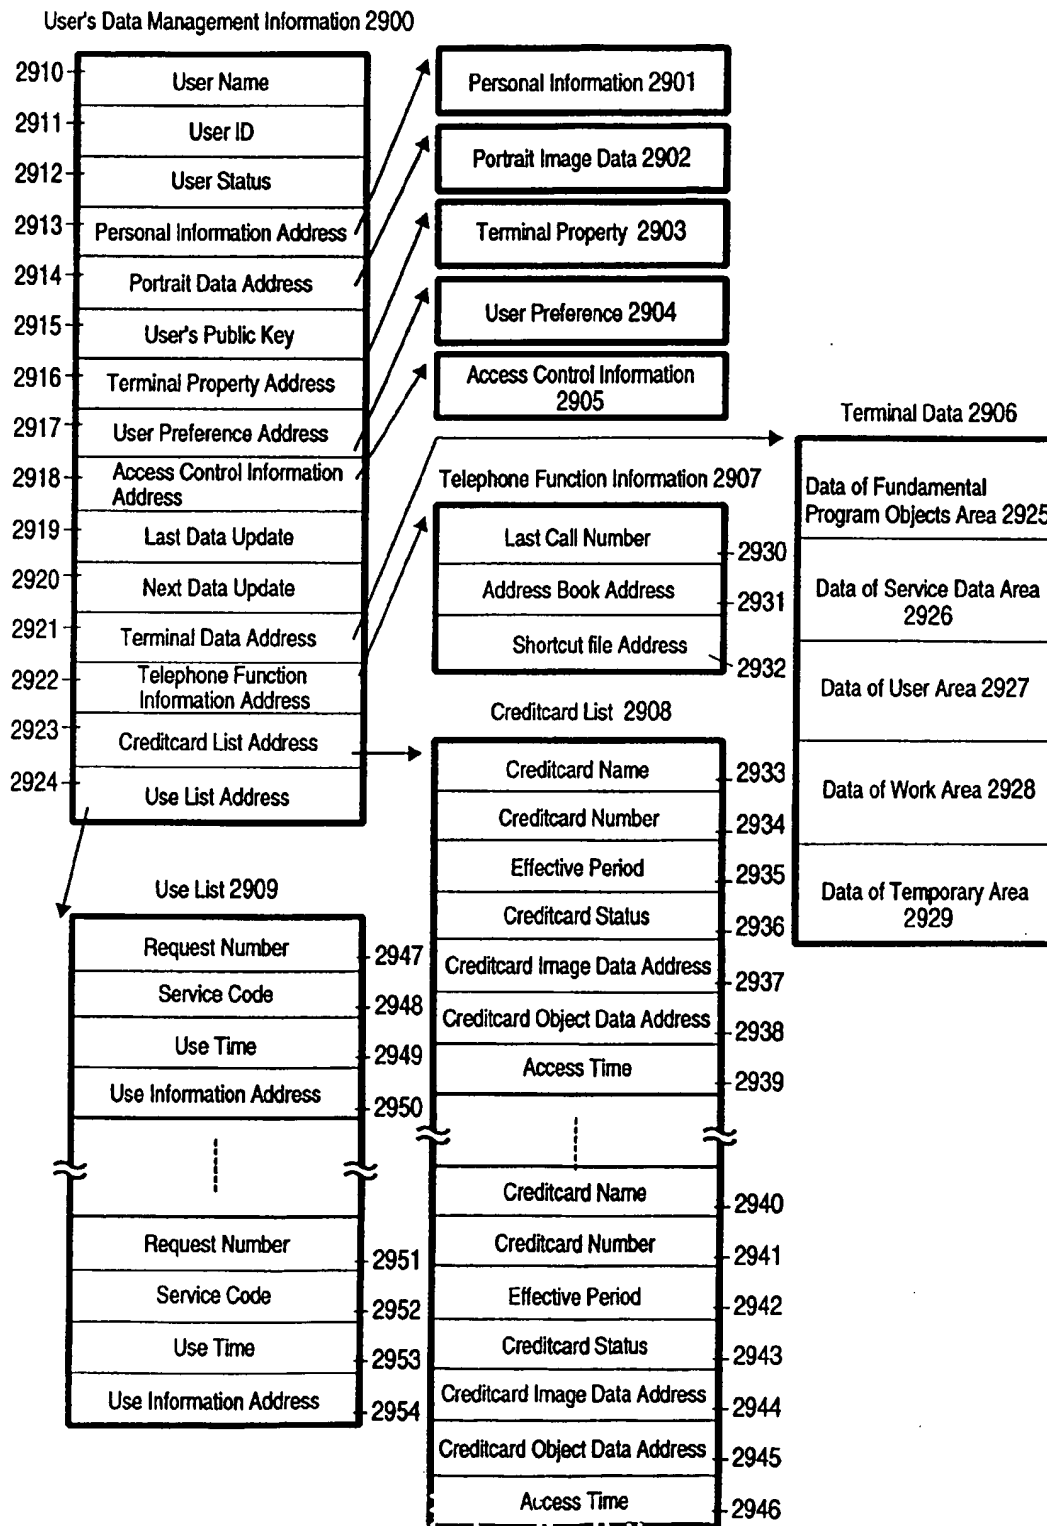 User's Data Management Information 2900
2910
User Name
2911
User ID
2912
User Status
2913
Personal Information Address
2914
Portrait Data Address
2915
User's Public Key
2916
Terminal Property Address
2917
User Preference Address
2918
Access Control Information
Address
2919
Last Data Update
2920
Next Data Update
2921
Terminal Data Address
2922
Telephone Function
Information Address
2923
Creditcard List Address
2924
Use List Address
Personal Information 2901
Portrait Image Data 2902
Terminal Property 2903
User Preference 2904
Access Control Information
2905
Terminal Data 2906
Data of Fundamental
Program Objects Area 2925
Data of Service Data Area
2926
Data of User Area 2927
Data of Work Area 2928
Data of Temporary Area
2929
Telephone Function Information 2907
Last Call Number
2930
Address Book Address
2931
Shortcut file Address
2932
Creditcard List 2908
Creditcard Name
2933
Creditcard Number
2934
Effective Period
2935
Creditcard Status
2936
Creditcard Image Data Address
2937
Creditcard Object Data Address
2938
Access Time
2939
Creditcard Name
2940
Creditcard Number
2941
Effective Period
2942
Creditcard Status
2943
Creditcard Image Data Address
2944
Creditcard Object Data Address
2945
Access Time
2946
Use List 2909
Request Number
2947
Service Code
2948
Use Time
2949
Use Information Address
2950
Request Number
2951
Service Code
2952
Use Time
2953
Use Information Address
2954